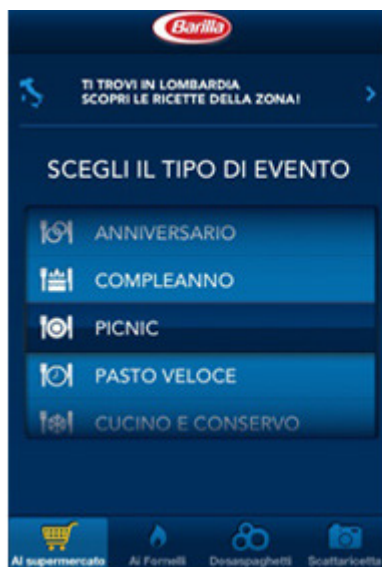 Barilla
TI TROVI IN LOMBARDIA
SCOPRI LE RICETTE DELLA ZONA!
SCEGLI IL TIPO DI EVENTO
ANNIVERSARIO
COMPLEANNO
PICNIC
PASTO VELOCE
CUCINO E CONSERVO
Al supermercato Ai Fornelli Dosaspaghetti Scattaricetta